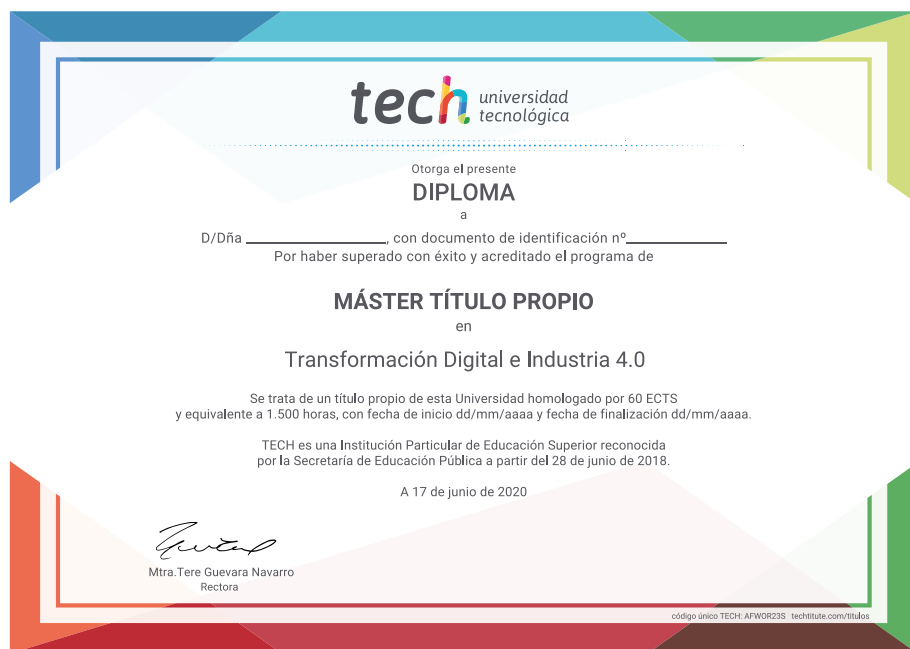 tech universidad
tecnológica
Otorga el presente
DIPLOMA
a
D/Dña ____________________, con documento de identificación nº______________
Por haber superado con éxito y acreditado el programa de
MÁSTER TÍTULO PROPIO
en
Transformación Digital e Industria 4.0
Se trata de un título propio de esta Universidad homologado por 60 ECTS
y equivalente a 1.500 horas, con fecha de inicio dd/mm/aaaa y fecha de finalización dd/mm/aaaa.
TECH es una Institución Particular de Educación Superior reconocida
por la Secretaría de Educación Pública a partir del 28 de junio de 2018.
A 17 de junio de 2020
Mtra.Tere Guevara Navarro
Rectora
código único TECH: AFWOR23S techtitute.com/titulos